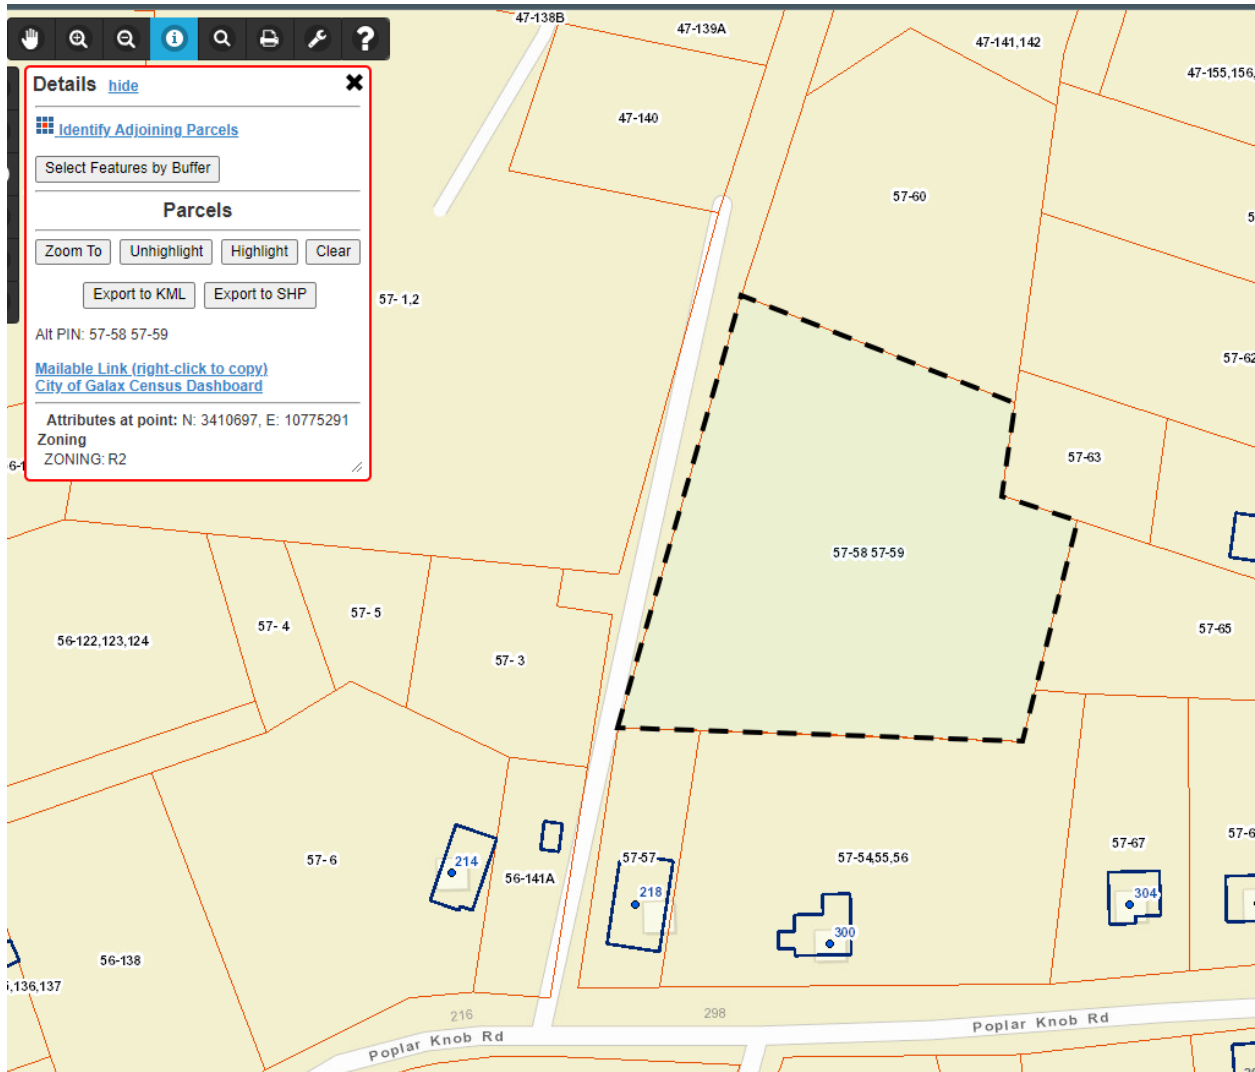 47-138B
47-139A
47-141,142
47-155,156,
Details hide
Identify Adjoining Parcels
Select Features by Buffer
Parcels
Zoom To Unhighlight Highlight Clear
Export to KML Export to SHP
Alt PIN: 57-58 57-59
Mailable Link (right-click to copy)
City of Galax Census Dashboard
Attributes at point: N: 3410697, E: 10775291
Zoning
ZONING: R2
47-140
57-60
57- 1,2
57-62
57-63
57-58 57-59
56-122,123,124
57- 4
57- 5
57- 3
57-65
57- 6
214
56-141A
57-57
218
57-54,55,56
300
57-67
304
57-6
56-138
,136,137
216
298
Poplar Knob Rd
Poplar Knob Rd